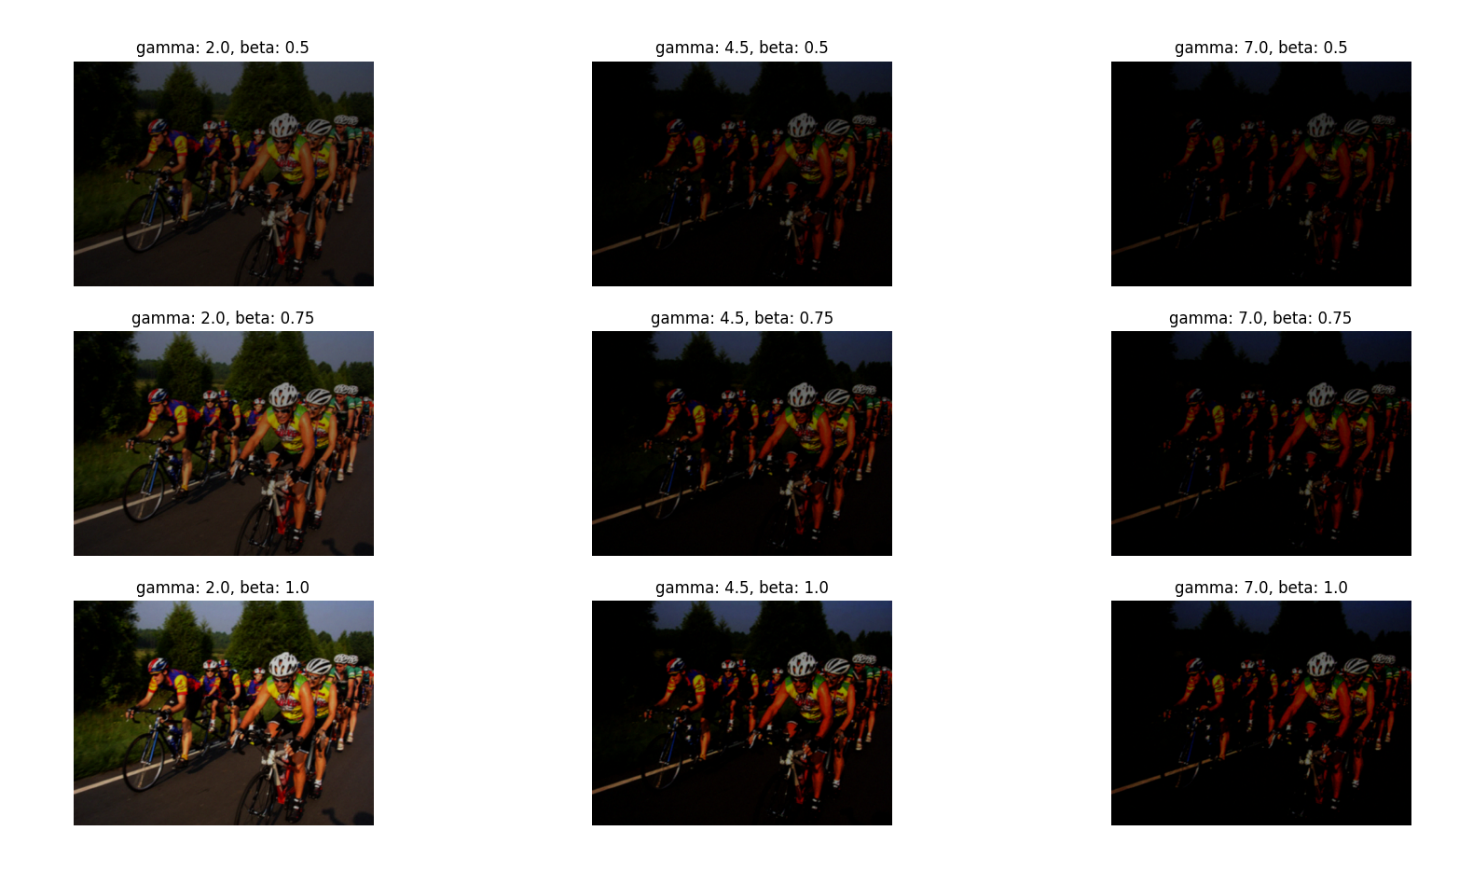 gamma: 2.0, beta: 0.5
gamma: 4.5, beta: 0.5
gamma: 7.0, beta: 0.5
gamma: 2.0, beta: 0.75
gamma: 4.5, beta: 0.75
gamma: 7.0, beta: 0.75
gamma: 2.0, beta: 1.0
gamma: 4.5, beta: 1.0
gamma: 7.0, beta: 1.0